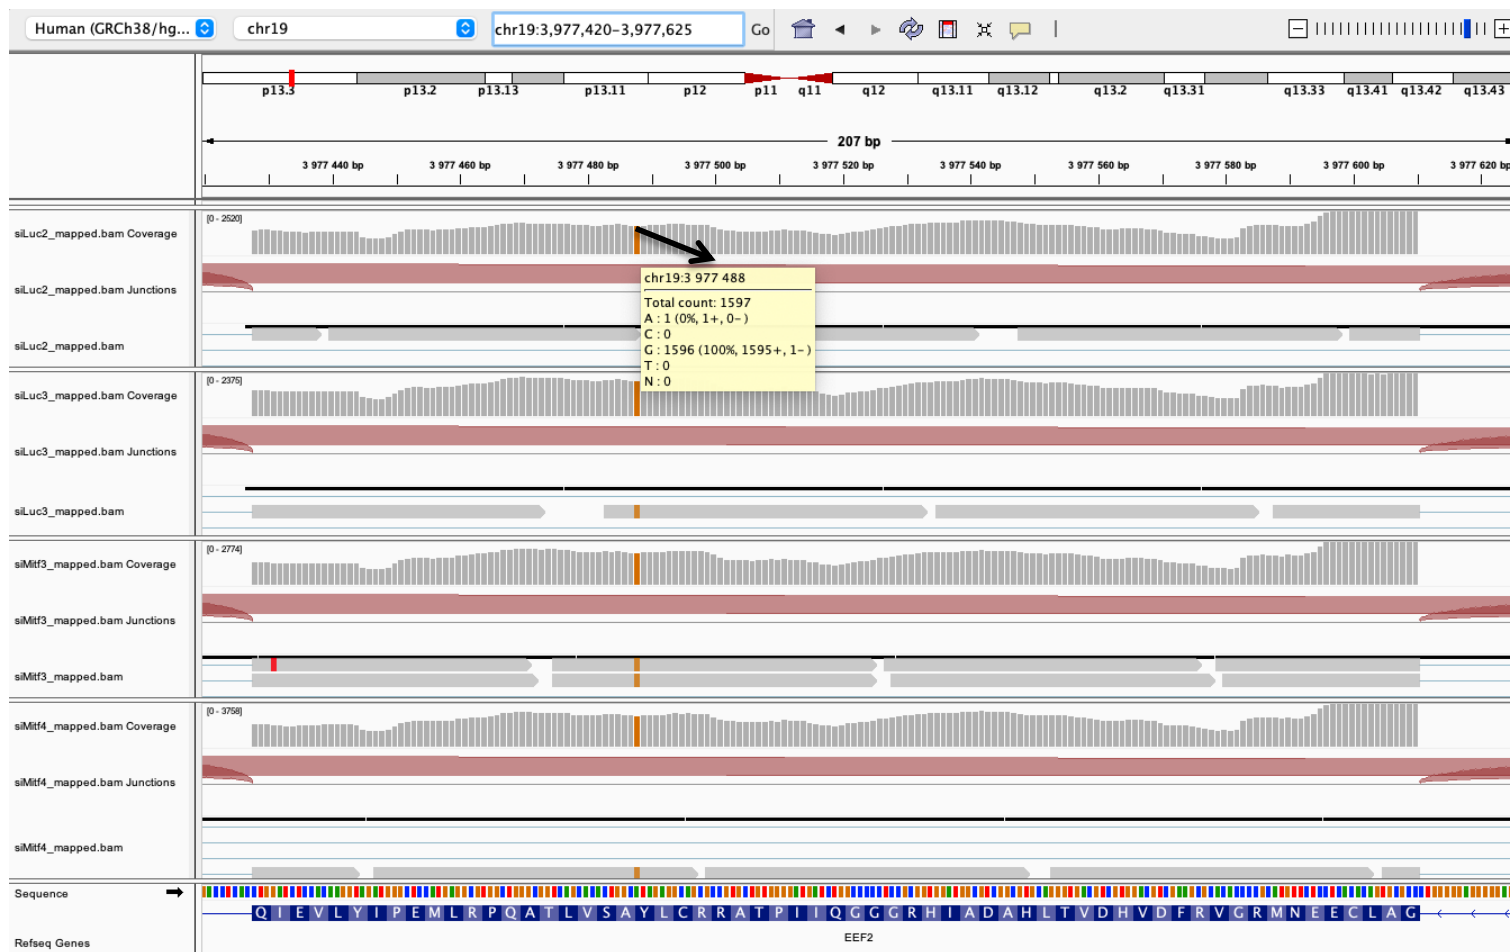 Human (GRCh38/hg... chr19 chr19:3,977,420-3,977,625 Go
p13.3 p13.2 p13.13 p13.11 p12 p11 q11 q12 q13.11 q13.12 q13.2 q13.31 q13.33 q13.41 q13.42 q13.43
207 bp
3 977 440 bp 3 977 460 bp 3 977 480 bp 3 977 500 bp 3 977 520 bp 3 977 540 bp 3 977 560 bp 3 977 580 bp 3 977 600 bp 3 977 620 bp
[0 - 2520]
siLuc2_mapped.bam Coverage
chr19:3 977 488
Total count: 1597
A : 1 (0%, 1+, 0- )
C : 0
G : 1596 (100%, 1595+, 1- )
T : 0
N : 0
siLuc2_mapped.bam Junctions
siLuc2_mapped.bam
[0 - 2375]
siLuc3_mapped.bam Coverage
siLuc3_mapped.bam Junctions
siLuc3_mapped.bam
[0 - 2774]
siMitf3_mapped.bam Coverage
siMitf3_mapped.bam Junctions
siMitf3_mapped.bam
[0 - 3758]
siMitf4_mapped.bam Coverage
siMitf4_mapped.bam Junctions
siMitf4_mapped.bam
Sequence
Q I E V L Y I P E M L R P Q A T L V S A Y L C R R A T P I I Q G G G R H I A D A H L T V D H V D F R V G R M N E E C L A G
EEF2
Refseq Genes